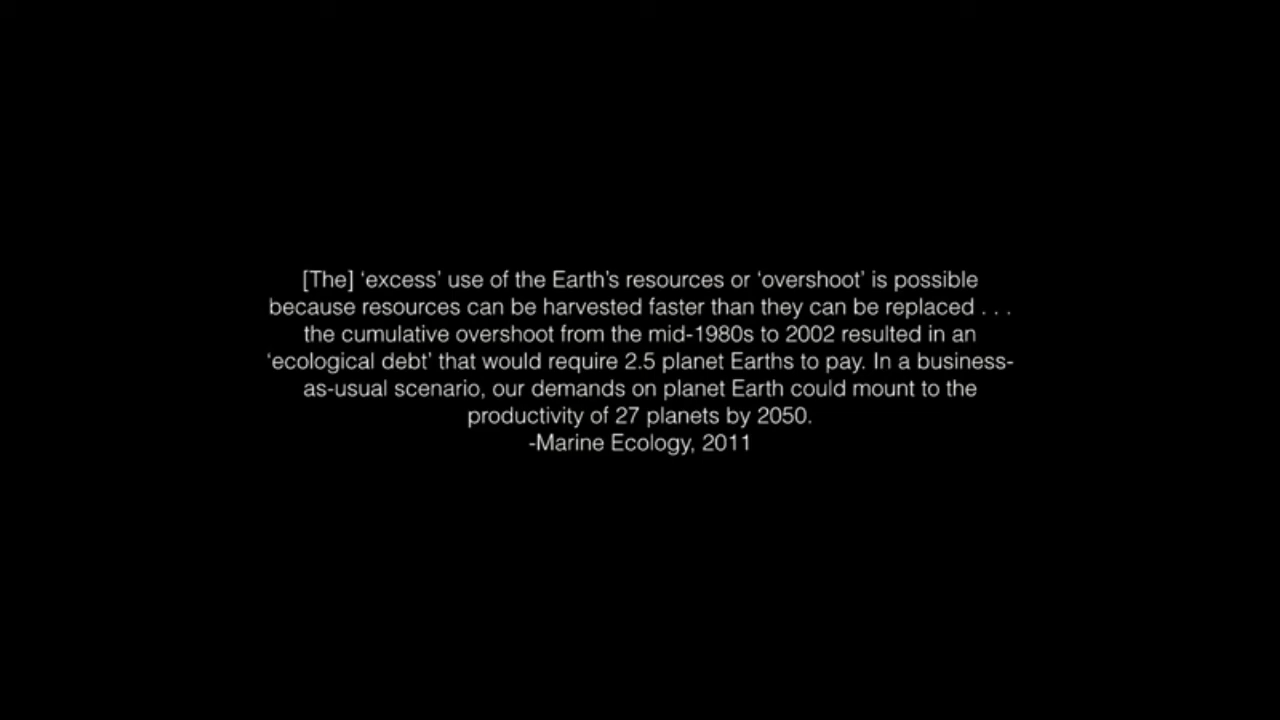 [The] ‘excess’ use of the Earth’s resources or ‘overshoot’ is possible
because resources can be harvested faster than they can be replaced . . .
the cumulative overshoot from the mid-1980s to 2002 resulted in an
‘ecological debt’ that would require 2.5 planet Earths to pay. In a business-
as-usual scenario, our demands on planet Earth could mount to the
productivity of 27 planets by 2050.
-Marine Ecology, 2011